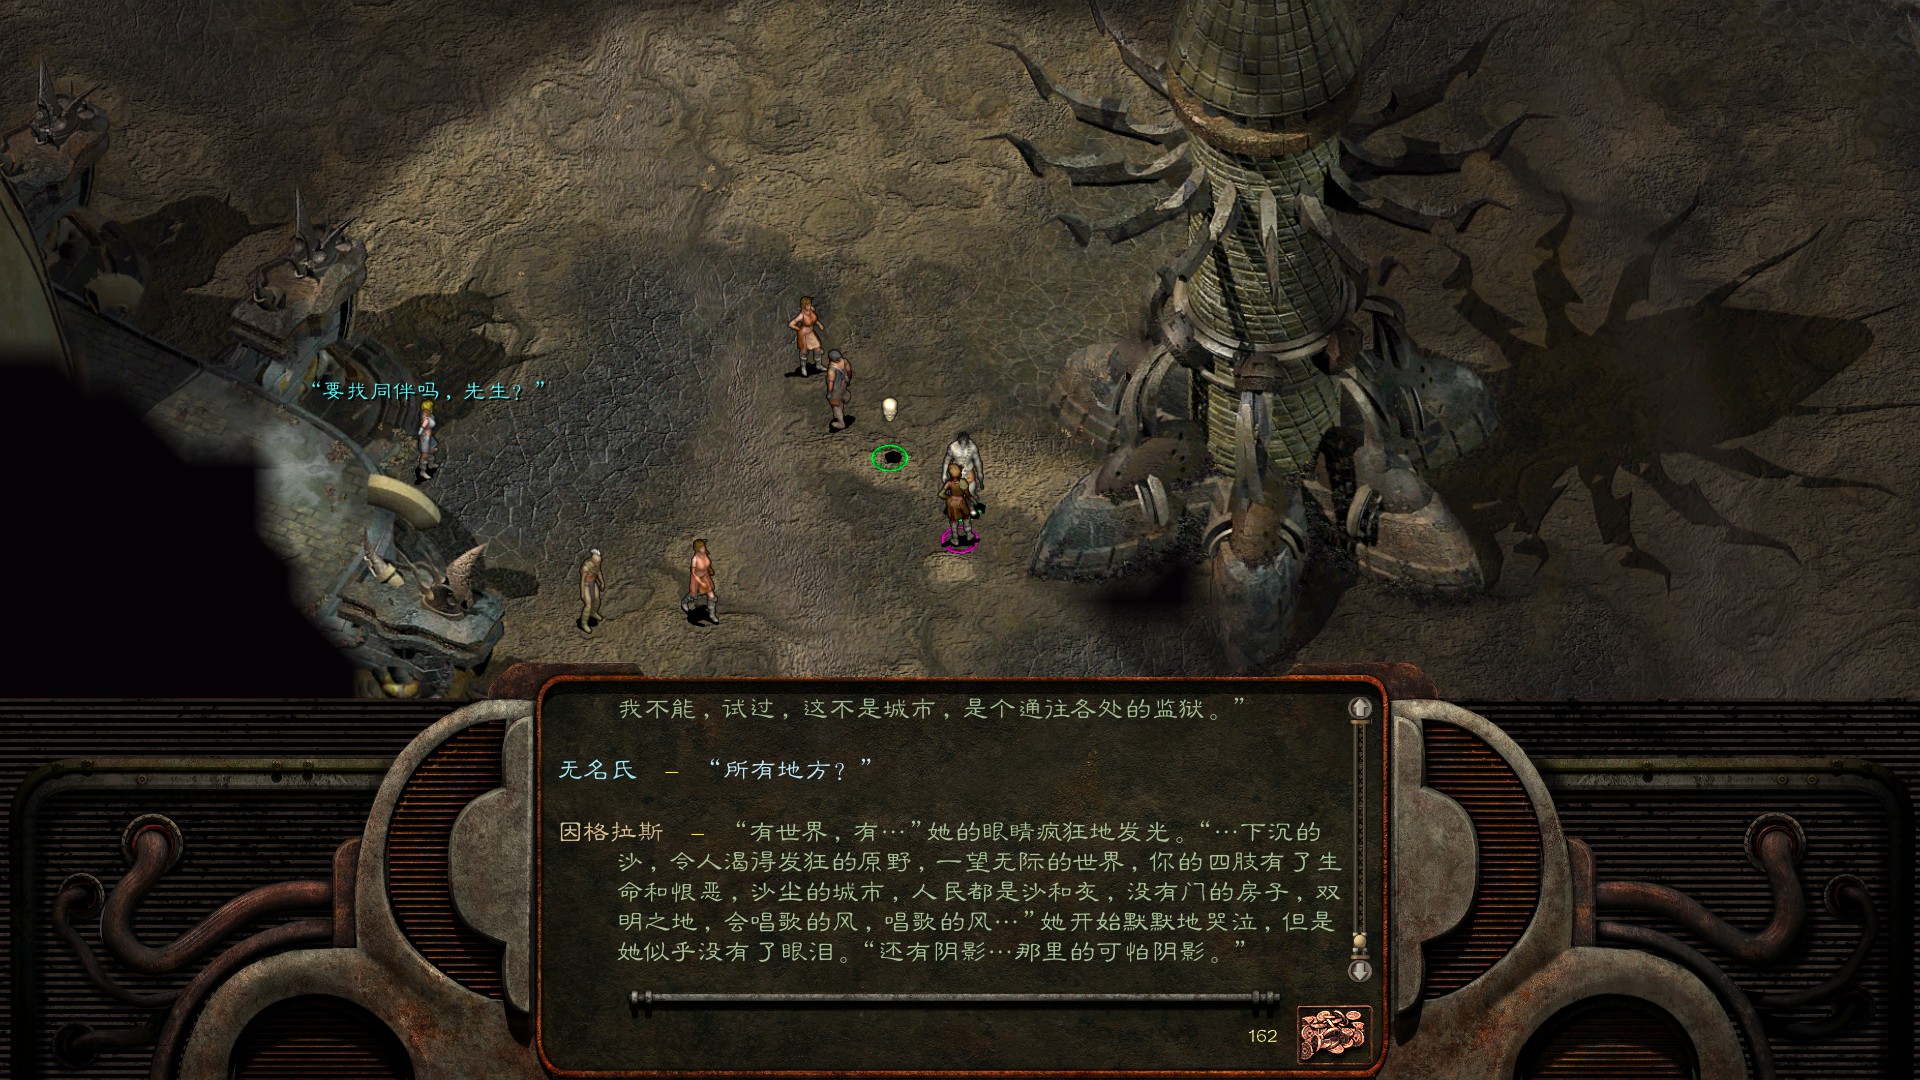 “要找同伴吗，先生？”
我不能，试过，这不是城市，是个通往各处的监狱。”
无名氏 – “所有地方？”
因格拉斯 – “有世界，有…”她的眼睛疯狂地发光。“…下沉的
沙，令人渴得发狂的原野，一望无际的世界，你的四肢有了生
命和恨恶，沙尘的城市，人民都是沙和灰，没有门的房子，双
明之地，会唱歌的风，唱歌的风…”她开始默默地哭泣，但是
她似乎没有了眼泪。“还有阴影…那里的可怕阴影。”
162